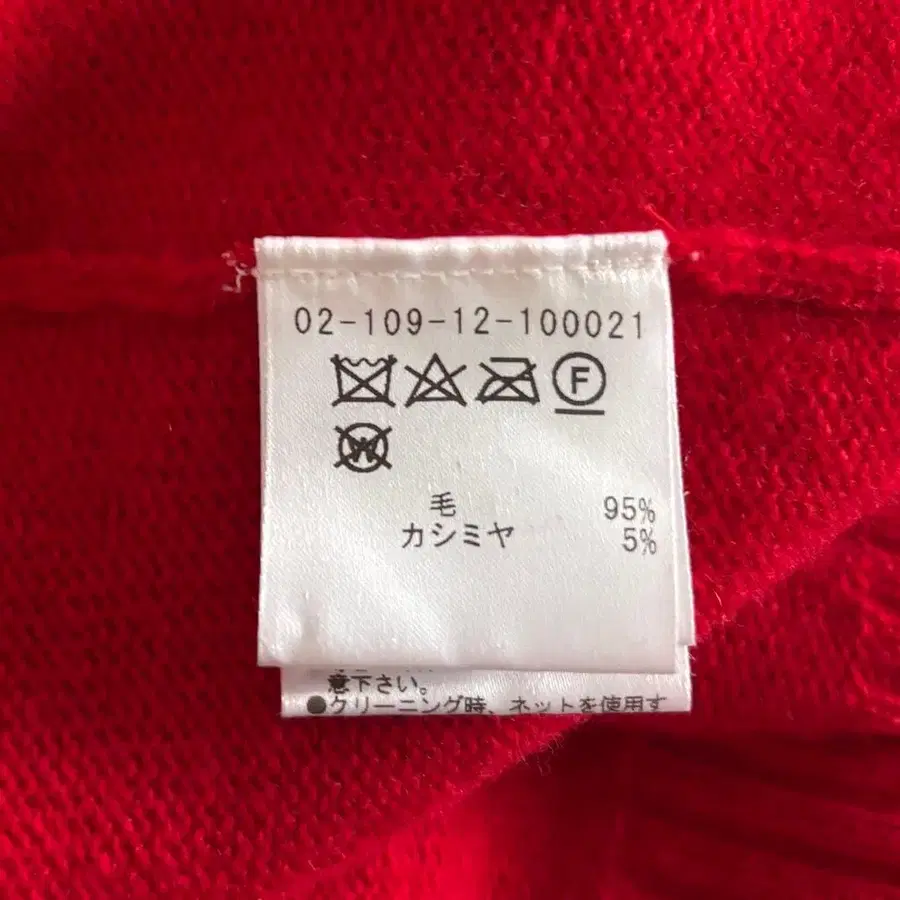 02-109-12-100021
F
W
毛 95%
カシミヤ 5%
意下さい。
●クリーニング時、ネットを使用す